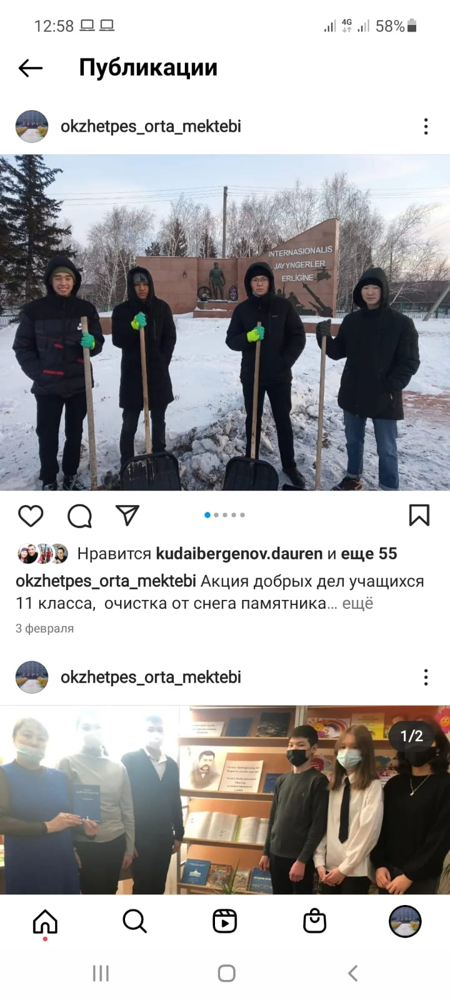 12:58
4G
58%
Публикации
okzhetpes_orta_mektebi
INTERNASIONALIS
JAYYNGERLER
ERLIGINE
Нравится kudaibergenov.dauren и еще 55
okzhetpes_orta_mektebi Акция добрых дел учащихся
11 класса, очистка от снега памятника... ещё
3 февраля
okzhetpes_orta_mektebi
1/2